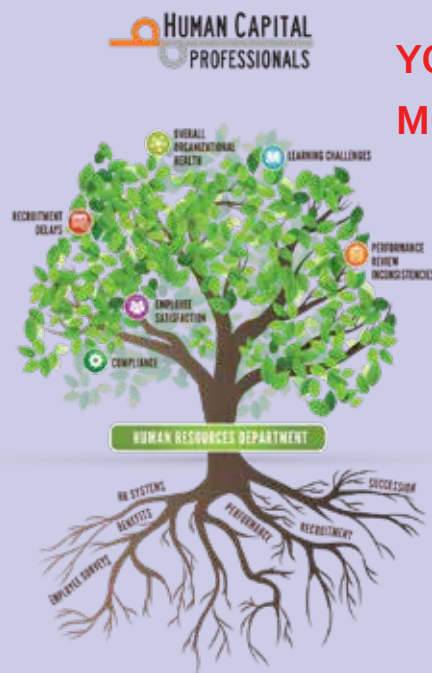 HUMAN CAPITAL
PROFESSIONALS
YO
M
OVERALL
ORGANIZATIONAL
HEALTH
LEARNING CHALLENGES
RECRUITMENT
DELAYS
PERFORMANCE
REVIEW
INCONSISTENCIES
EMPLOYEE
SATISFACTION
COMPLIANCE
HUMAN RESOURCES DEPARTMENT
HR SYSTEMS
BENEFITS
EMPLOYEE SURVEYS
PERFORMANCE
RECRUITMENT
SUCCESSION